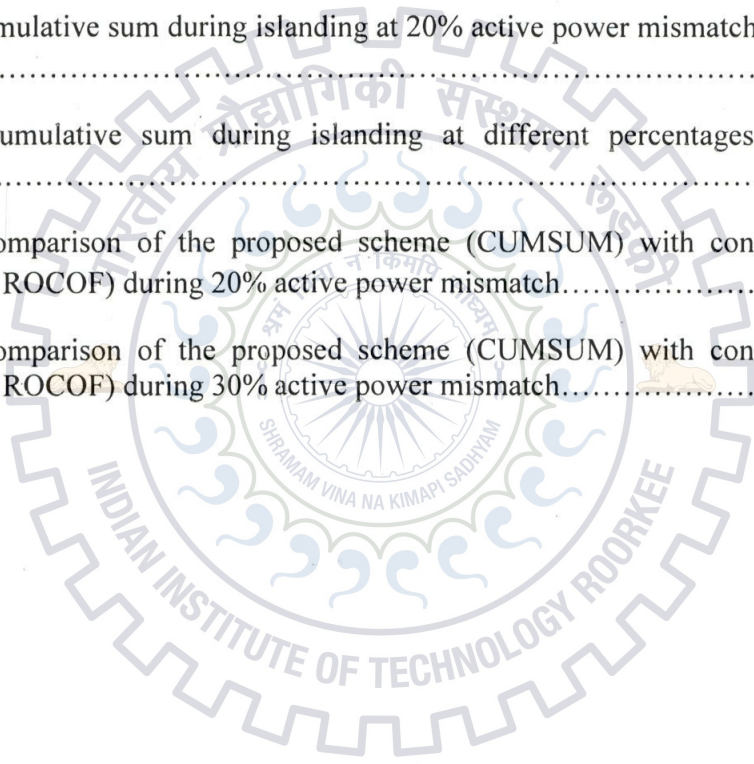 mulative sum during islanding at 20% active power mismatch
........................................................................
umulative sum during islanding at different percentages
........................................................................
omparison of the proposed scheme (CUMSUM) with con
ROCOF) during 20% active power mismatch....................
omparison of the proposed scheme (CUMSUM) with con
ROCOF) during 30% active power mismatch....................
भारतीय प्रौद्योगिकी संस्थान रुड़की
श्रमं विना न किमपि साध्यम्
SHRAMAM VINA NA KIMAPI SADHYAM
INDIAN INSTITUTE OF TECHNOLOGY ROORKEE